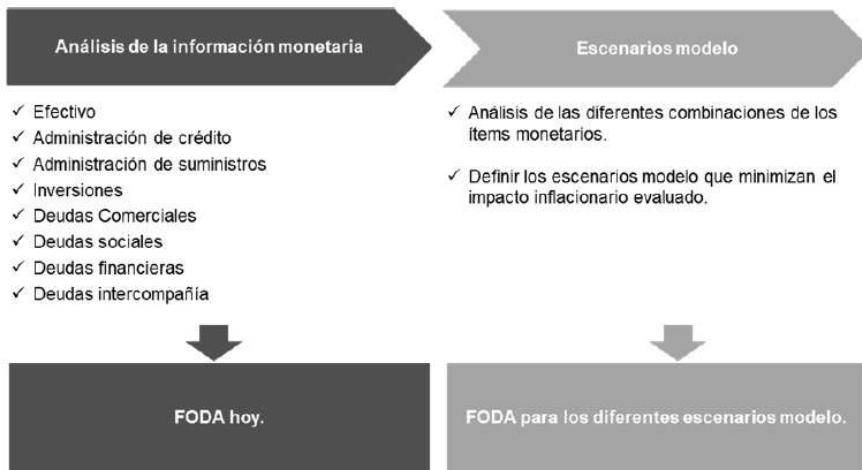 Análisis de la información monetaria
✓ Efectivo
✓ Administración de crédito
✓ Administración de suministros
✓ Inversiones
✓ Deudas Comerciales
✓ Deudas sociales
✓ Deudas financieras
✓ Deudas intercompañía
FODA hoy.
Escenarios modelo
✓ Análisis de las diferentes combinaciones de los
ítems monetarios.
✓ Definir los escenarios modelo que minimizan el
impacto inflacionario evaluado.
FODA para los diferentes escenarios modelo.